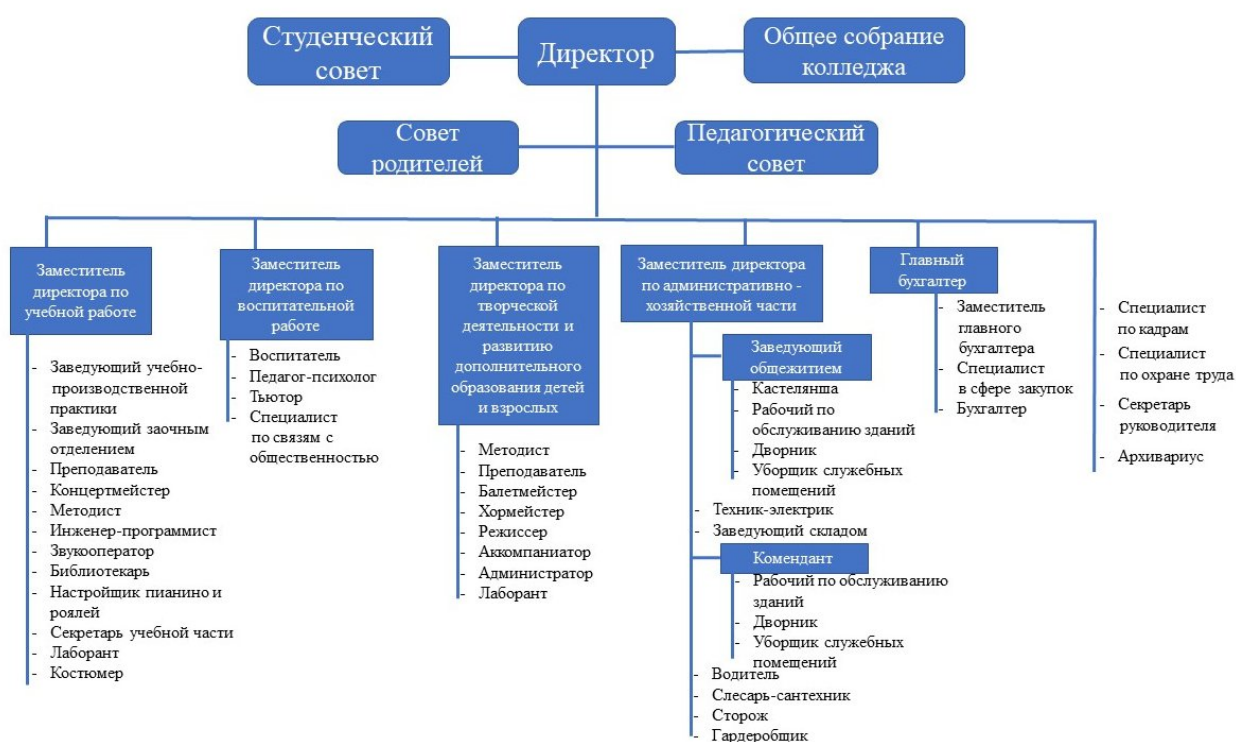 Студенческий
совет
Директор
Общее собрание
колледжа
Совет
родителей
Педагогический
совет
Заместитель
директора по
учебной работе
- Заведующий учебно-
производственной
практики
- Заведующий заочным
отделением
- Преподаватель
- Концертмейстер
- Методист
- Инженер-программист
- Звукооператор
- Библиотекарь
- Настройщик пианино и
роялей
- Секретарь учебной части
- Лаборант
- Костюмер
Заместитель
директора по
воспитательной
работе
- Воспитатель
- Педагог-психолог
- Тьютор
- Специалист
по связям с
общественностью
Заместитель
директора по
творческой
деятельности и
развитию
дополнительного
образования детей
и взрослых
- Методист
- Преподаватель
- Балетмейстер
- Хормейстер
- Режиссер
- Аккомпаниатор
- Администратор
- Лаборант
Заместитель директора
по административно -
хозяйственной части
Заведующий
общежитием
- Кастелянша
- Рабочий по
обслуживанию зданий
- Дворник
- Уборщик служебных
помещений
- Техник-электрик
- Заведующий складом
Комендант
- Рабочий по обслуживанию
зданий
- Дворник
- Уборщик служебных
помещений
- Водитель
- Слесарь-сантехник
- Сторож
- Гардеробщик
Главный
бухгалтер
- Заместитель
главного
бухгалтера
- Специалист
в сфере закупок
- Бухгалтер
- Специалист
по кадрам
- Специалист
по охране труда
- Секретарь
руководителя
- Архивариус